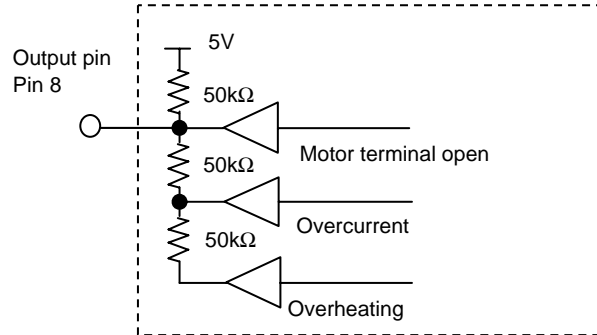 5V
Output pin
Pin 8
50kΩ
Motor terminal open
50kΩ
Overcurrent
50kΩ
Overheating